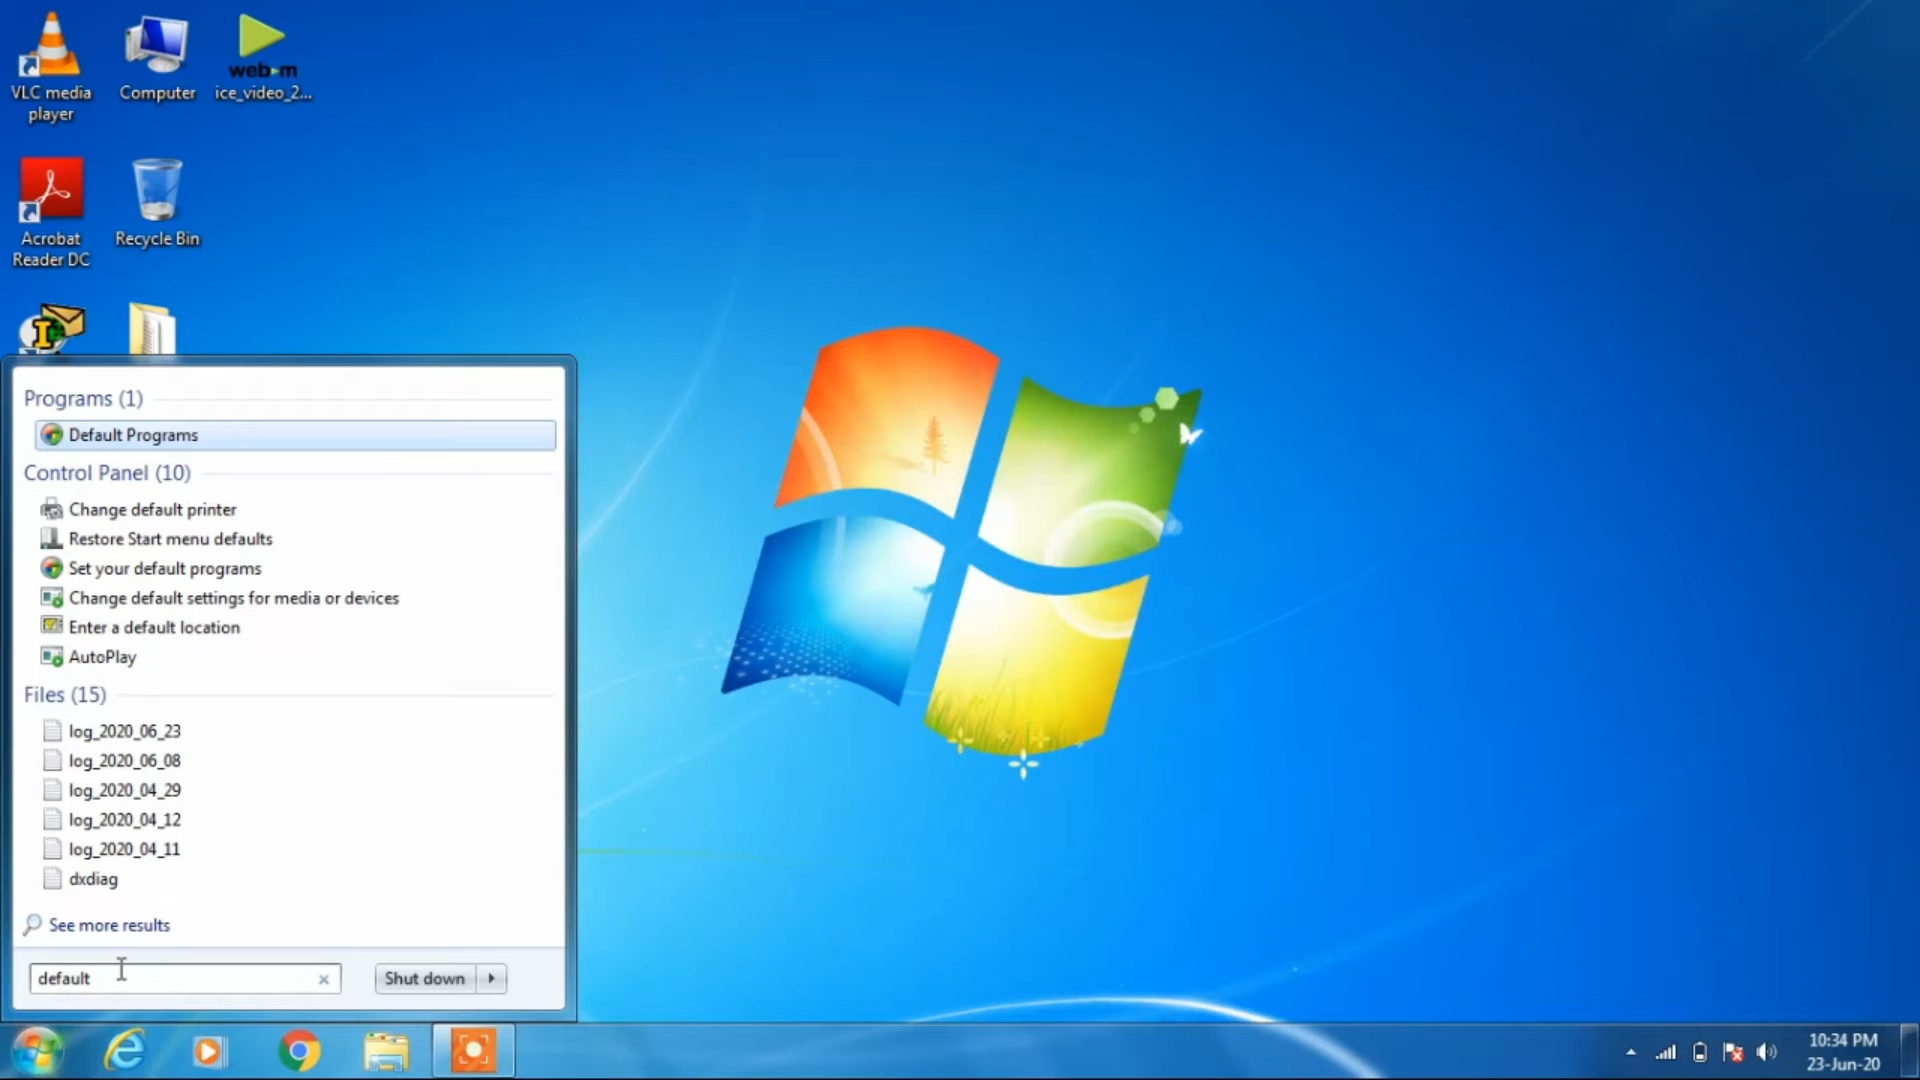 VLC media
player
Computer
web m
ice_video_2...
Acrobat
Reader DC
Recycle Bin
Programs (1)
Default Programs
Control Panel (10)
Change default printer
Restore Start menu defaults
Set your default programs
Change default settings for media or devices
Enter a default location
AutoPlay
Files (15)
log_2020_06_23
log_2020_06_08
log_2020_04_29
log_2020_04_12
log_2020_04_11
dxdiag
See more results
default
Shut down
10:34 PM
23-Jun-20